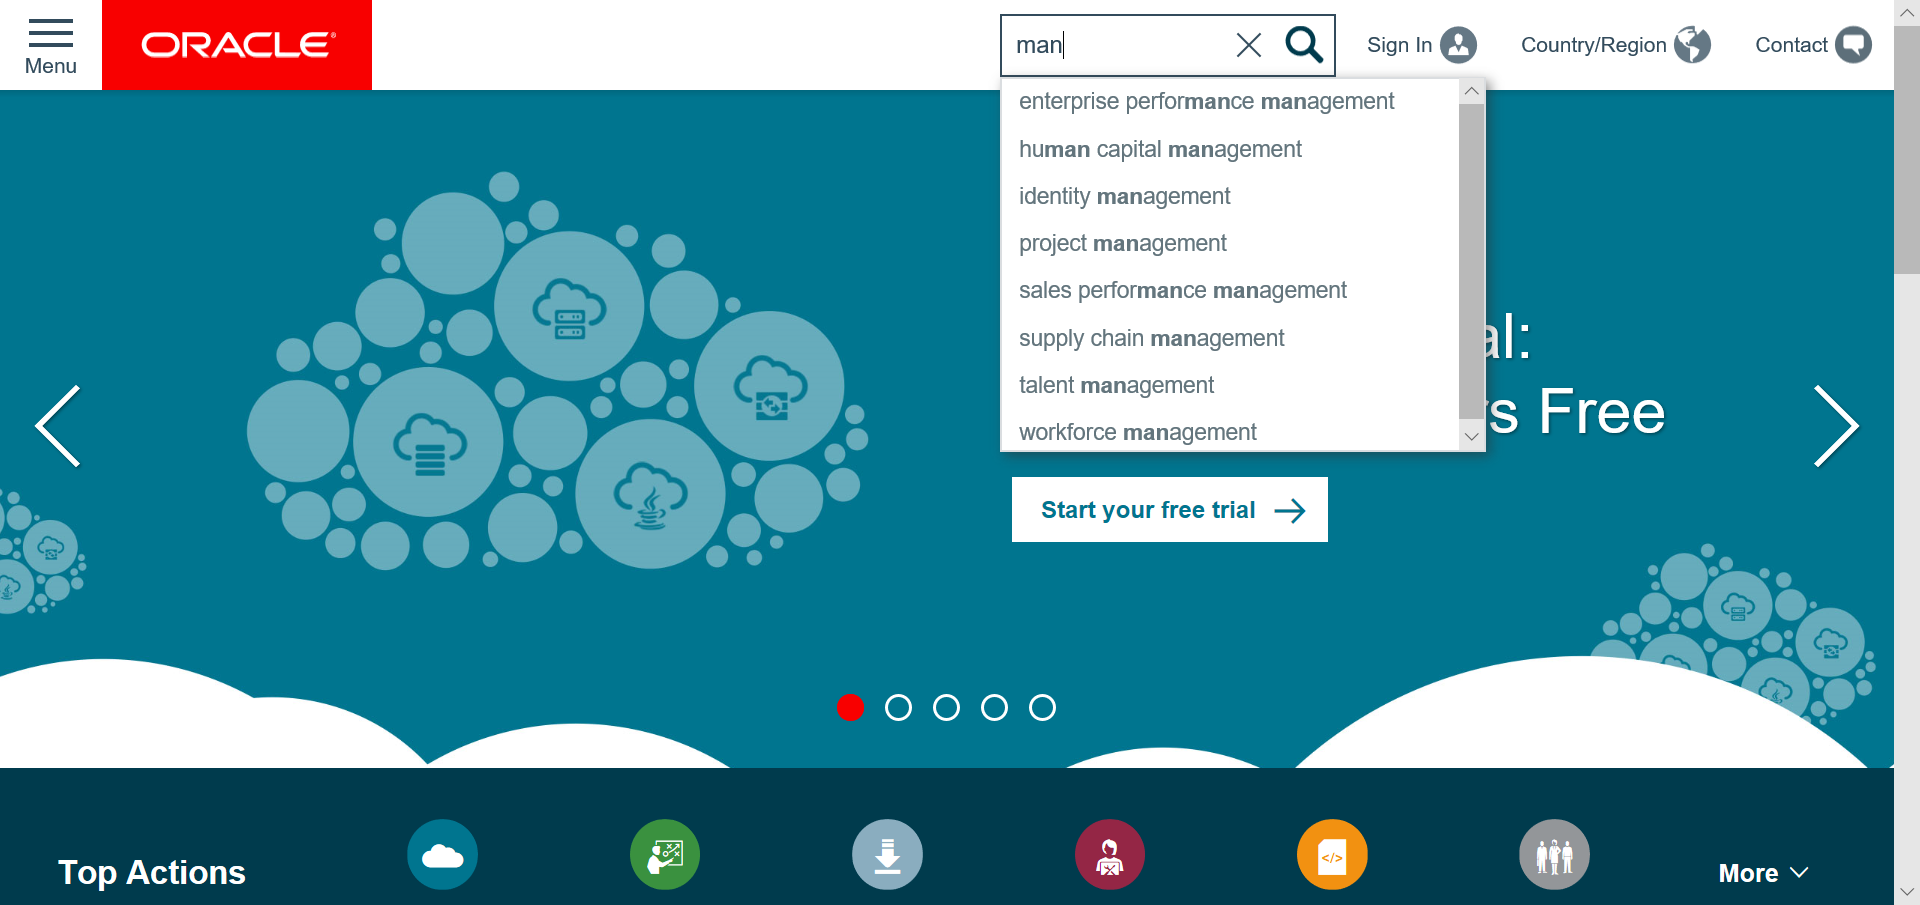 Menu
ORACLE®
man
Sign In
Country/Region
Contact
enterprise performance management
human capital management
identity management
project management
sales performance management
supply chain management
talent management
workforce management
al:
s Free
Start your free trial
Top Actions
</>
More